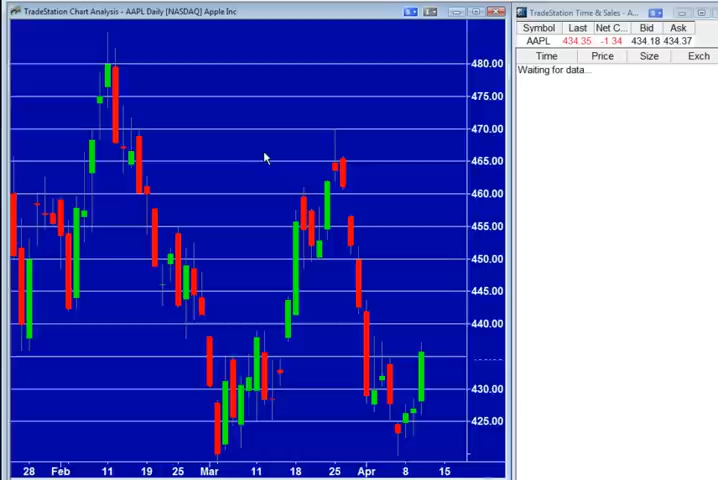 TradeStation Chart Analysis - AAPL Daily [NASDAQ] Apple Inc
TradeStation Time & Sales - A...
Symbol Last Net C... Bid Ask
AAPL 434.35 -1.34 434.18 434.37
Time Price Size Exch
Waiting for data...
480.00
475.00
470.00
465.00
460.00
455.00
450.00
445.00
440.00
430.00
425.00
28 Feb 11 19 25 Mar 11 18 25 Apr 8 15